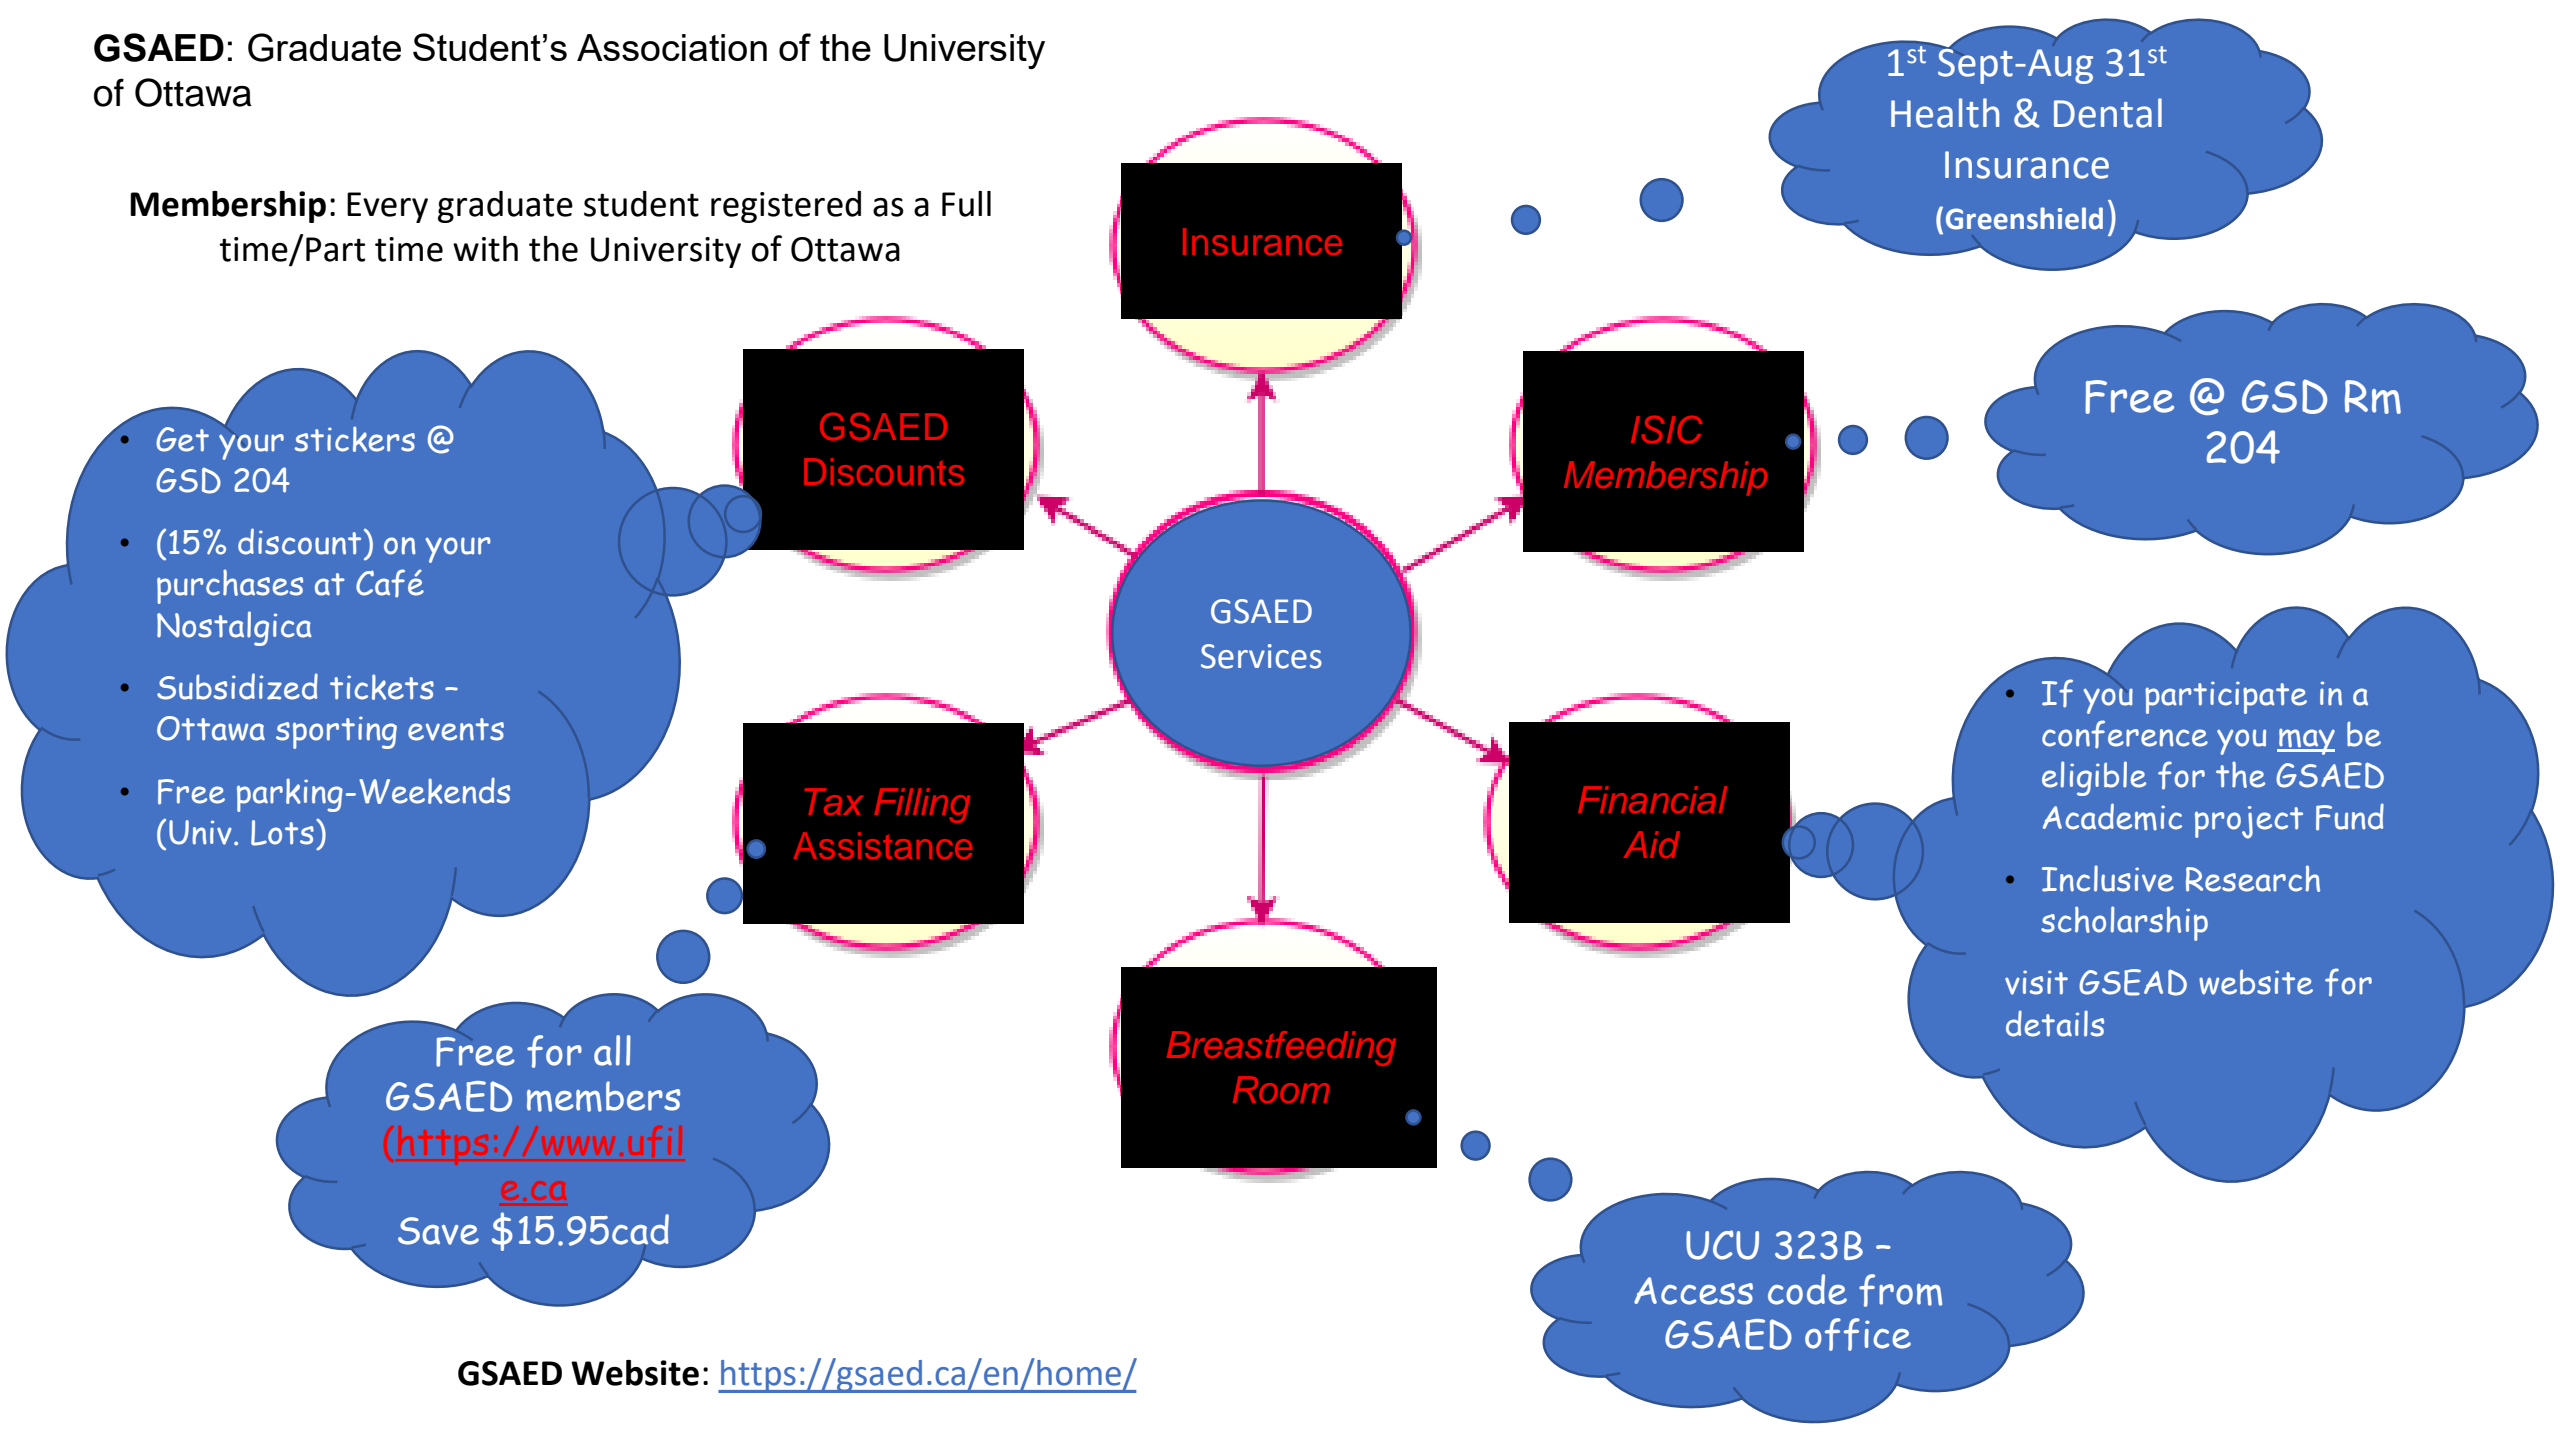 GSAED: Graduate Student’s Association of the University
of Ottawa
Membership: Every graduate student registered as a Full
time/Part time with the University of Ottawa
1st Sept-Aug 31st
Health & Dental
Insurance
(Greenshield)
Insurance
GSAED
Discounts
ISIC
Membership
Free @ GSD Rm
204
• Get your stickers @
GSD 204
• (15% discount) on your
purchases at Café
Nostalgica
• Subsidized tickets –
Ottawa sporting events
• Free parking-Weekends
(Univ. Lots)
GSAED
Services
Tax Filling
Assistance
Financial
Aid
• If you participate in a
conference you may be
eligible for the GSAED
Academic project Fund
• Inclusive Research
scholarship
visit GSEAD website for
details
Breastfeeding
Room
Free for all
GSAED members
(https://www.ufil
e.ca
Save $15.95cad
UCU 323B –
Access code from
GSAED office
GSAED Website: https://gsaed.ca/en/home/